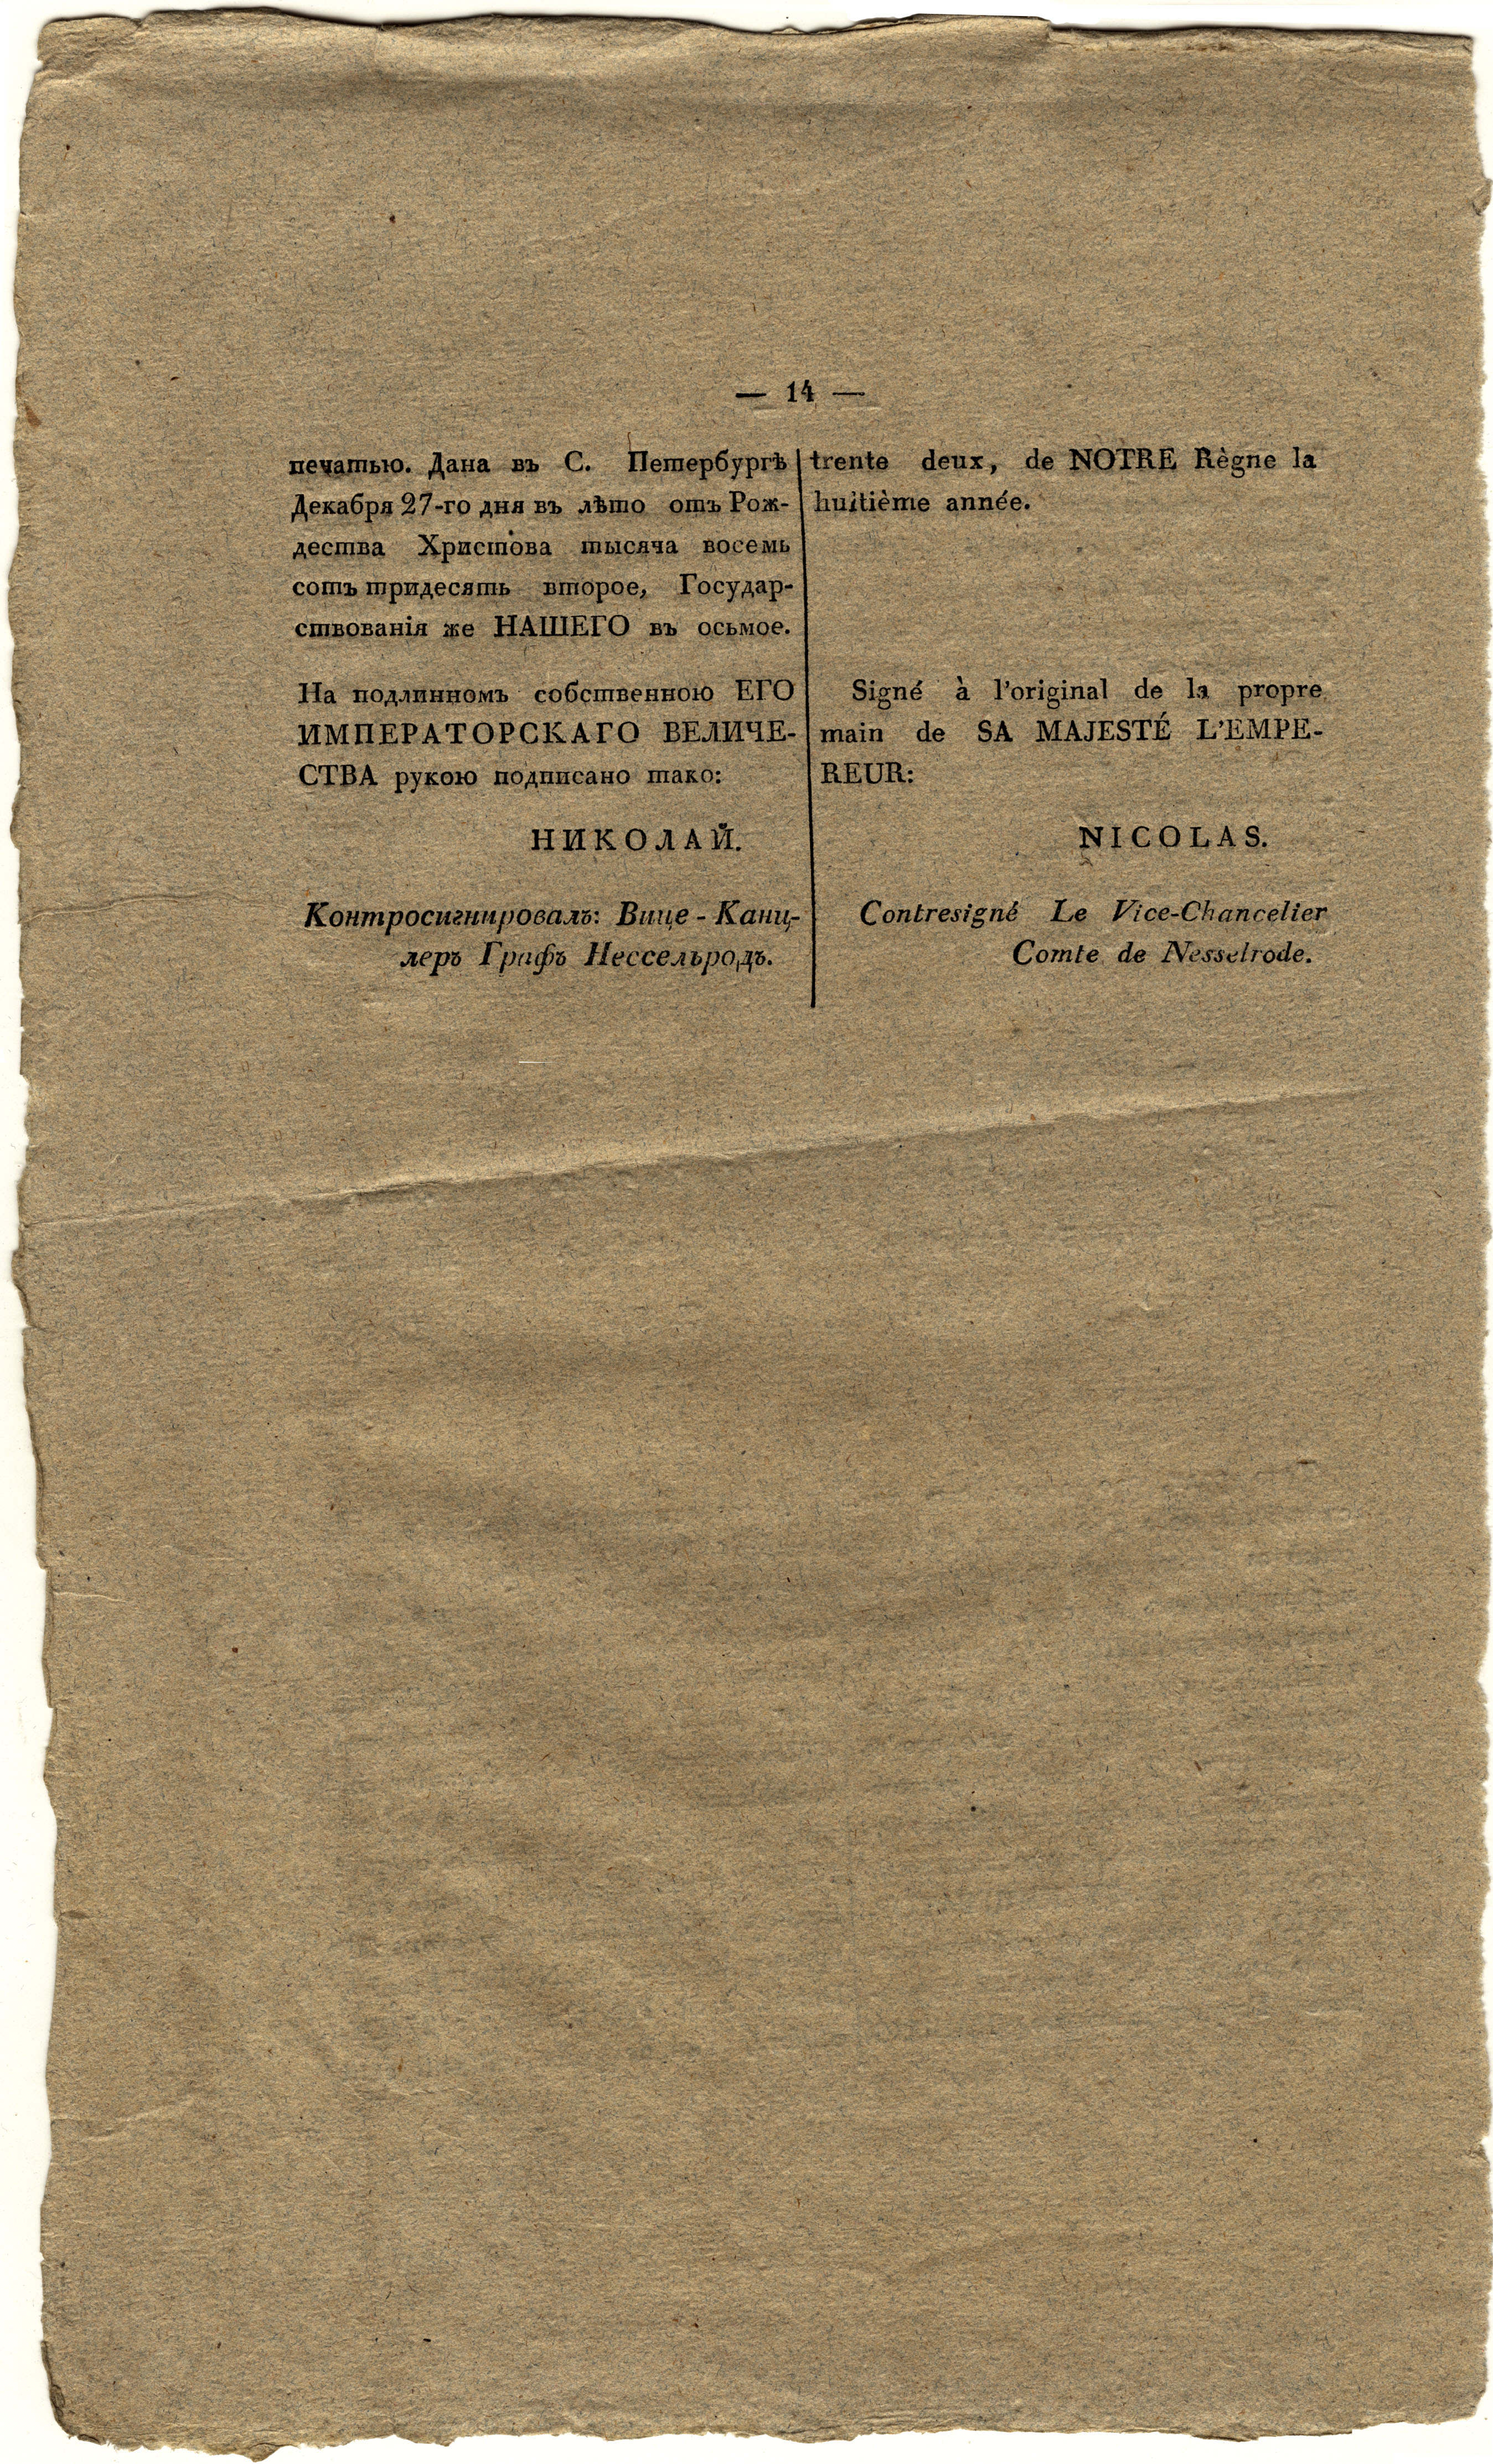 — 14 —
печатью. Дана въ С. Петербургѣ
Декабря 27-го дня въ лѣто отъ Рож-
дества Христова тысяча восемь
сотъ тридесять второе, Государ-
ствованія же НАШЕГО въ осьмое.
На подлинномъ собственною ЕГО
ИМПЕРАТОРСКАГО ВЕЛИЧЕ-
СТВА рукою подписано тако:
НИКОЛАЙ.
Контросигнировалъ: Вице - Канц-
леръ Графъ Нессельродъ.
trente deux, de NOTRE Règne la
huitième année.
Signé à l'original de la propre
main de SA MAJESTÉ L'EMPE-
REUR:
NICOLAS.
Contresigné Le Vice-Chancelier
Comte de Nesselrode.